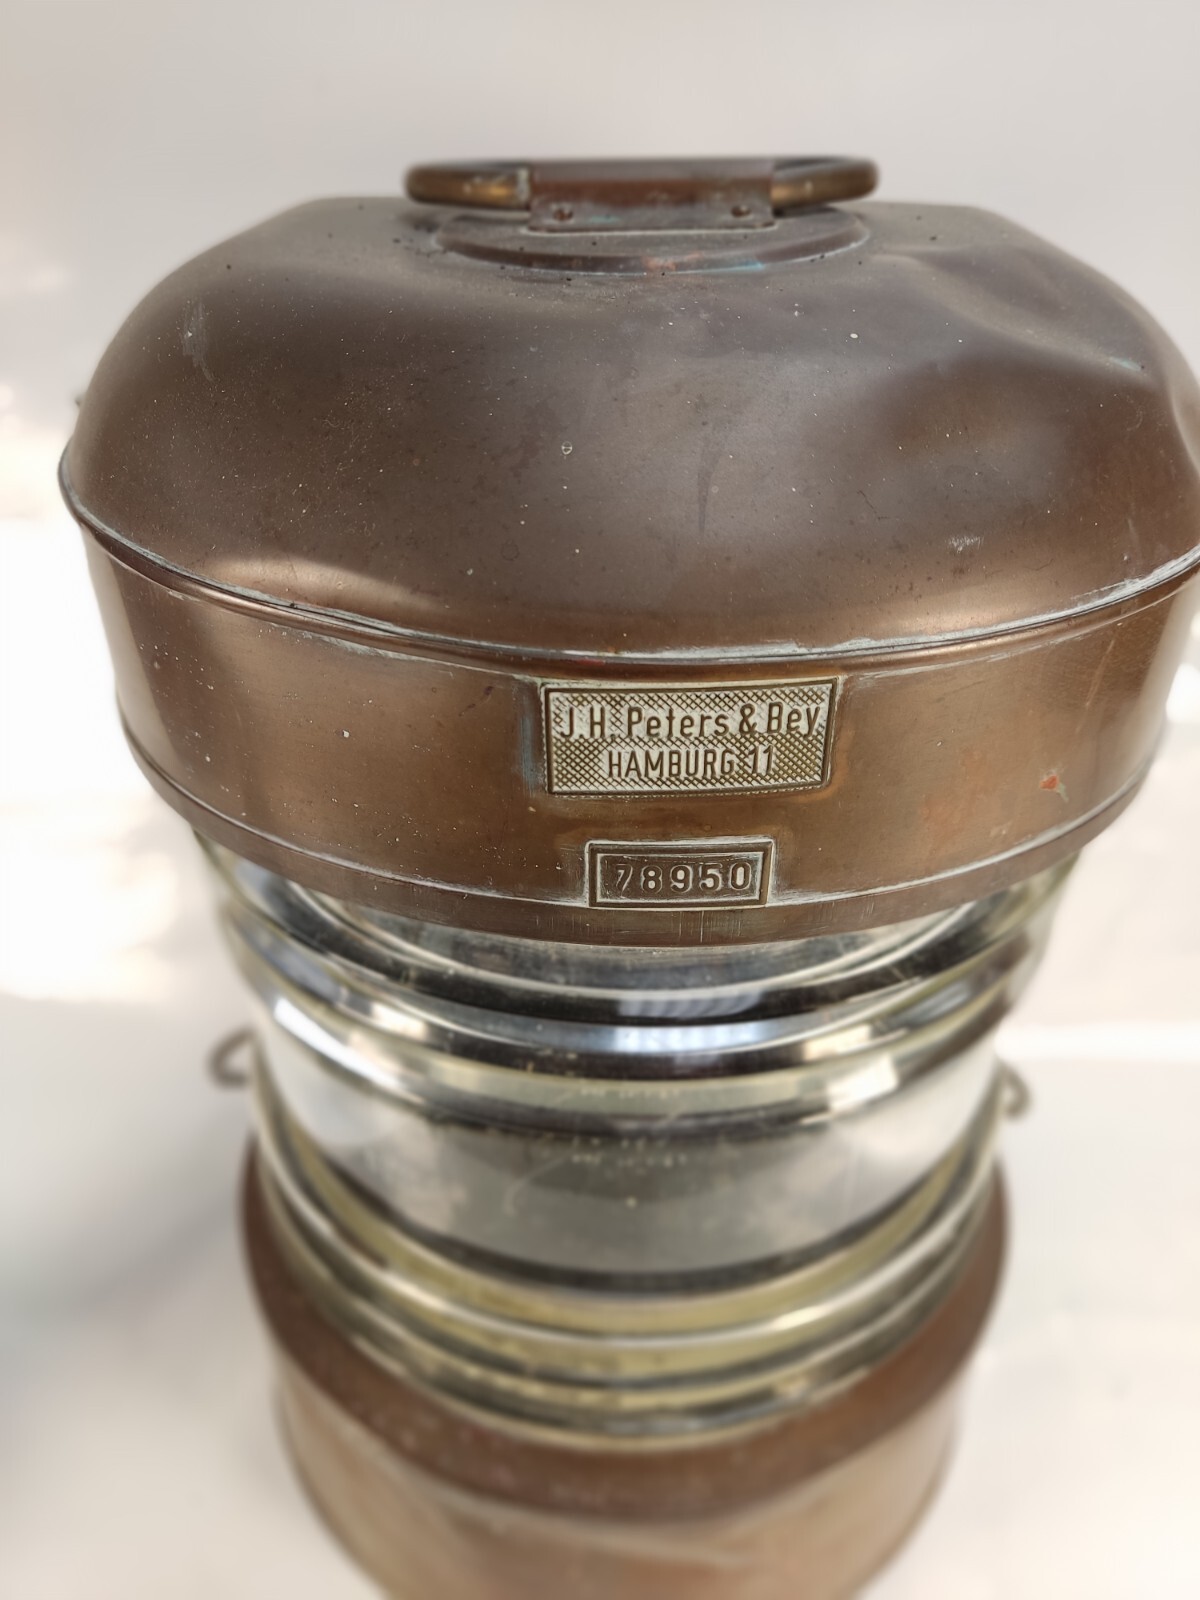 J.H. Peters & Bey
HAMBURG 11
78950